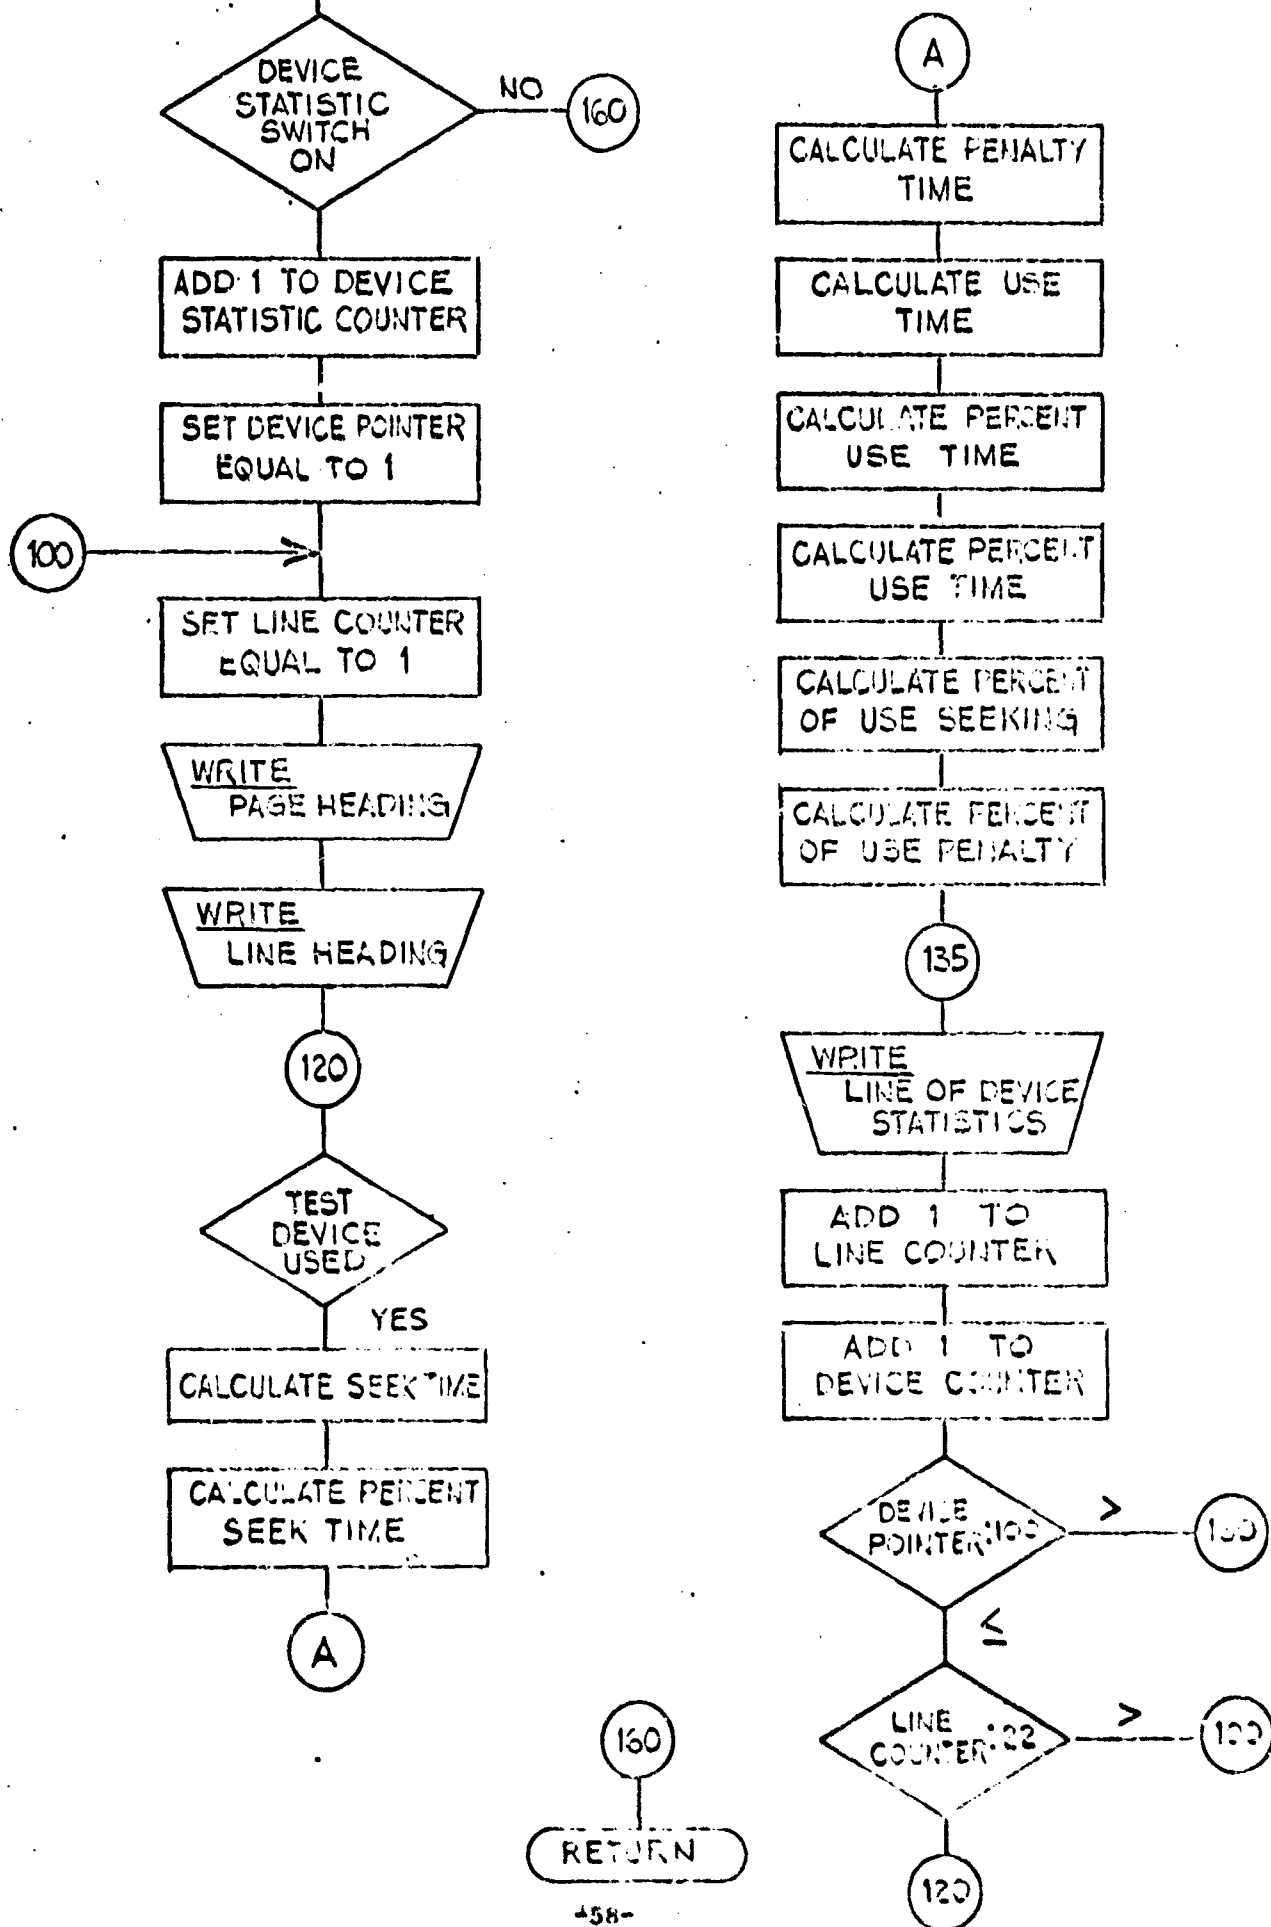 DEVICE
STATISTIC
SWITCH
ON
NO
160
ADD 1 TO DEVICE
STATISTIC COUNTER
SET DEVICE POINTER
EQUAL TO 1
100
SET LINE COUNTER
EQUAL TO 1
WRITE
PAGE HEADING
WRITE
LINE HEADING
120
TEST
DEVICE
USED
YES
CALCULATE SEEK TIME
CALCULATE PERCENT
SEEK TIME
A
A
CALCULATE PENALTY
TIME
CALCULATE USE
TIME
CALCULATE PERCENT
USE TIME
CALCULATE PERCENT
USE TIME
CALCULATE PERCENT
OF USE SEEKING
CALCULATE PERCENT
OF USE PENALTY
135
WRITE
LINE OF DEVICE
STATISTICS
ADD 1 TO
LINE COUNTER
ADD 1 TO
DEVICE COUNTER
DEVICE
POINTER:100
>
≤
LINE
COUNTER:22
>
100
120
160
RETURN
-58-